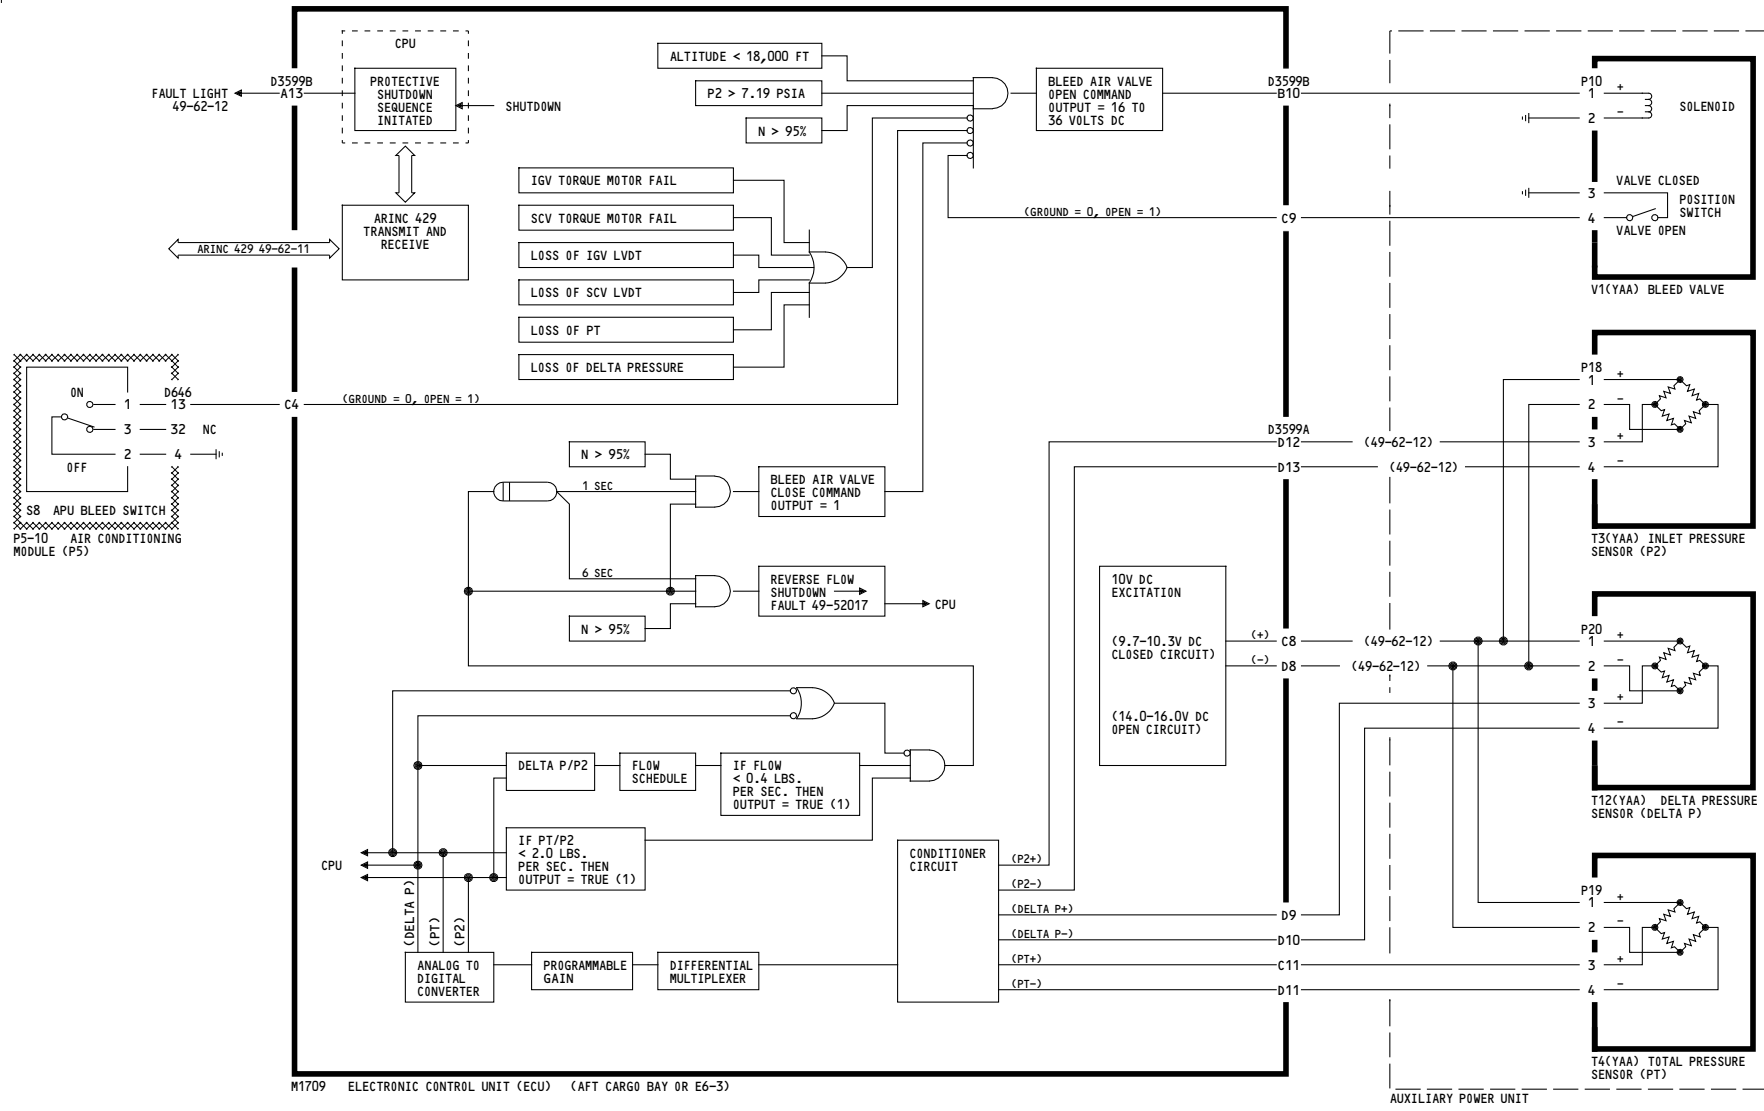 CPU
PROTECTIVE
SHUTDOWN
SEQUENCE
INITATED
SHUTDOWN
D3599B
A13
FAULT LIGHT
49-62-12
ARINC 429
TRANSMIT AND
RECEIVE
ARINC 429 49-62-11
ALTITUDE < 18,000 FT
P2 > 7.19 PSIA
N > 95%
BLEED AIR VALVE
OPEN COMMAND
OUTPUT = 16 TO
36 VOLTS DC
D3599B
B10
P10
1 +
2 -
SOLENOID
3
VALVE CLOSED
POSITION
SWITCH
4
VALVE OPEN
V1(YAA) BLEED VALVE
(GROUND = 0, OPEN = 1)
C9
IGV TORQUE MOTOR FAIL
SCV TORQUE MOTOR FAIL
LOSS OF IGV LVDT
LOSS OF SCV LVDT
LOSS OF PT
LOSS OF DELTA PRESSURE
ON
1
D646
13
3
32
NC
2
4
OFF
S8 APU BLEED SWITCH
P5-10 AIR CONDITIONING
MODULE (P5)
C4
(GROUND = 0, OPEN = 1)
N > 95%
1 SEC
BLEED AIR VALVE
CLOSE COMMAND
OUTPUT = 1
6 SEC
REVERSE FLOW
SHUTDOWN
FAULT 49-52017
CPU
N > 95%
P18
1 +
2 -
3 +
4 -
T3(YAA) INLET PRESSURE
SENSOR (P2)
D3599A
D12
(49-62-12)
D13
(49-62-12)
10V DC
EXCITATION
(9.7-10.3V DC
CLOSED CIRCUIT)
(14.0-16.0V DC
OPEN CIRCUIT)
(+)
C8
(49-62-12)
(-)
D8
(49-62-12)
P20
1 +
2 -
3 +
4 -
T12(YAA) DELTA PRESSURE
SENSOR (DELTA P)
DELTA P/P2
FLOW
SCHEDULE
IF FLOW
< 0.4 LBS.
PER SEC. THEN
OUTPUT = TRUE (1)
IF PT/P2
< 2.0 LBS.
PER SEC. THEN
OUTPUT = TRUE (1)
CPU
(DELTA P)
(PT)
(P2)
ANALOG TO
DIGITAL
CONVERTER
PROGRAMMABLE
GAIN
DIFFERENTIAL
MULTIPLEXER
CONDITIONER
CIRCUIT
(P2+)
(P2-)
(DELTA P+)
D9
(DELTA P-)
D10
(PT+)
C11
(PT-)
D11
P19
1 +
2 -
3 +
4 -
T4(YAA) TOTAL PRESSURE
SENSOR (PT)
M1709 ELECTRONIC CONTROL UNIT (ECU) (AFT CARGO BAY OR E6-3)
AUXILIARY POWER UNIT